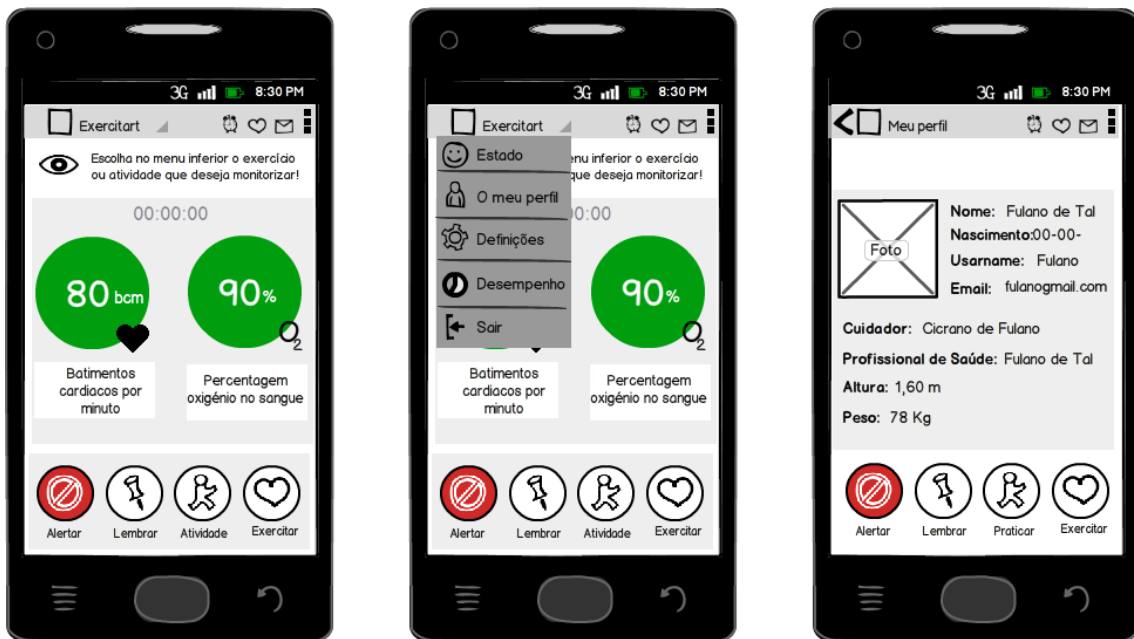 3G 8:30 PM
Exercitart
Escolha no menu inferior o exercício
ou atividade que deseja monitorizar!
00:00:00
80 bcm
90%
O2
Batimentos
cardiacos por
minuto
Percentagem
oxigénio no sangue
Alertar Lembrar Atividade Exercitar
3G 8:30 PM
Exercitart
Estado
nu inferior o exercício
que deseja monitorizar!
O meu perfil
0:00
Definições
Desempenho
90%
Sair
O2
Batimentos
cardiacos por
minuto
Percentagem
oxigénio no sangue
Alertar Lembrar Atividade Exercitar
3G 8:30 PM
Meu perfil
Foto
Nome: Fulano de Tal
Nascimento:00-00-
Usarname: Fulano
Email: fulanogmail.com
Cuidador: Cicrano de Fulano
Profissional de Saúde: Fulano de Tal
Altura: 1,60 m
Peso: 78 Kg
Alertar Lembrar Praticar Exercitar